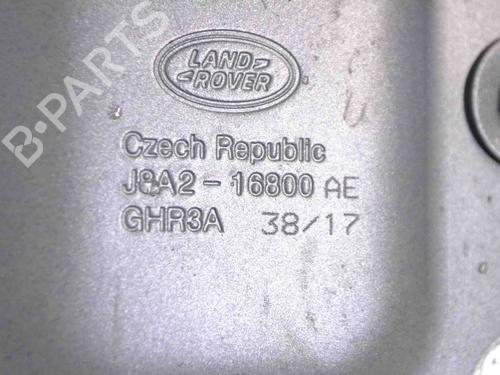 LAND
ROVER
B-PARTS
Czech Republic
J8A2-16800 AE
GHR3A 38/17